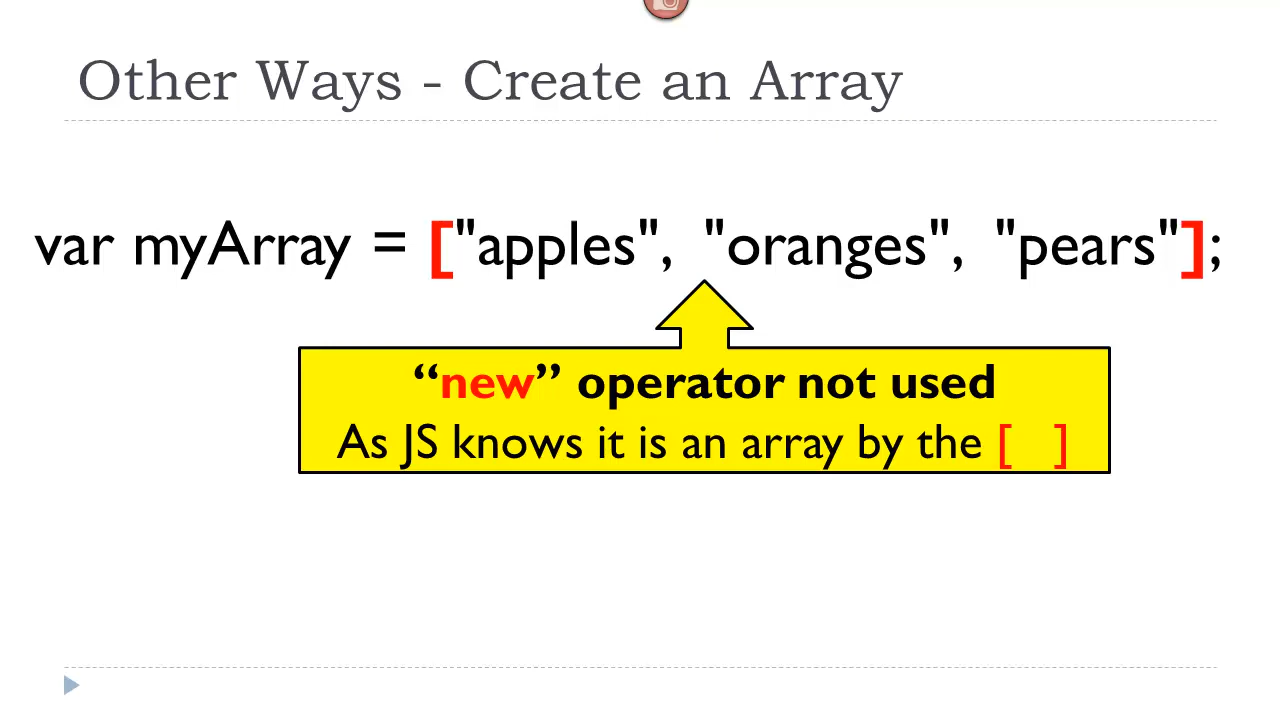 Other Ways - Create an Array
var myArray = ["apples", "oranges", "pears"];
“new” operator not used
As JS knows it is an array by the [ ]